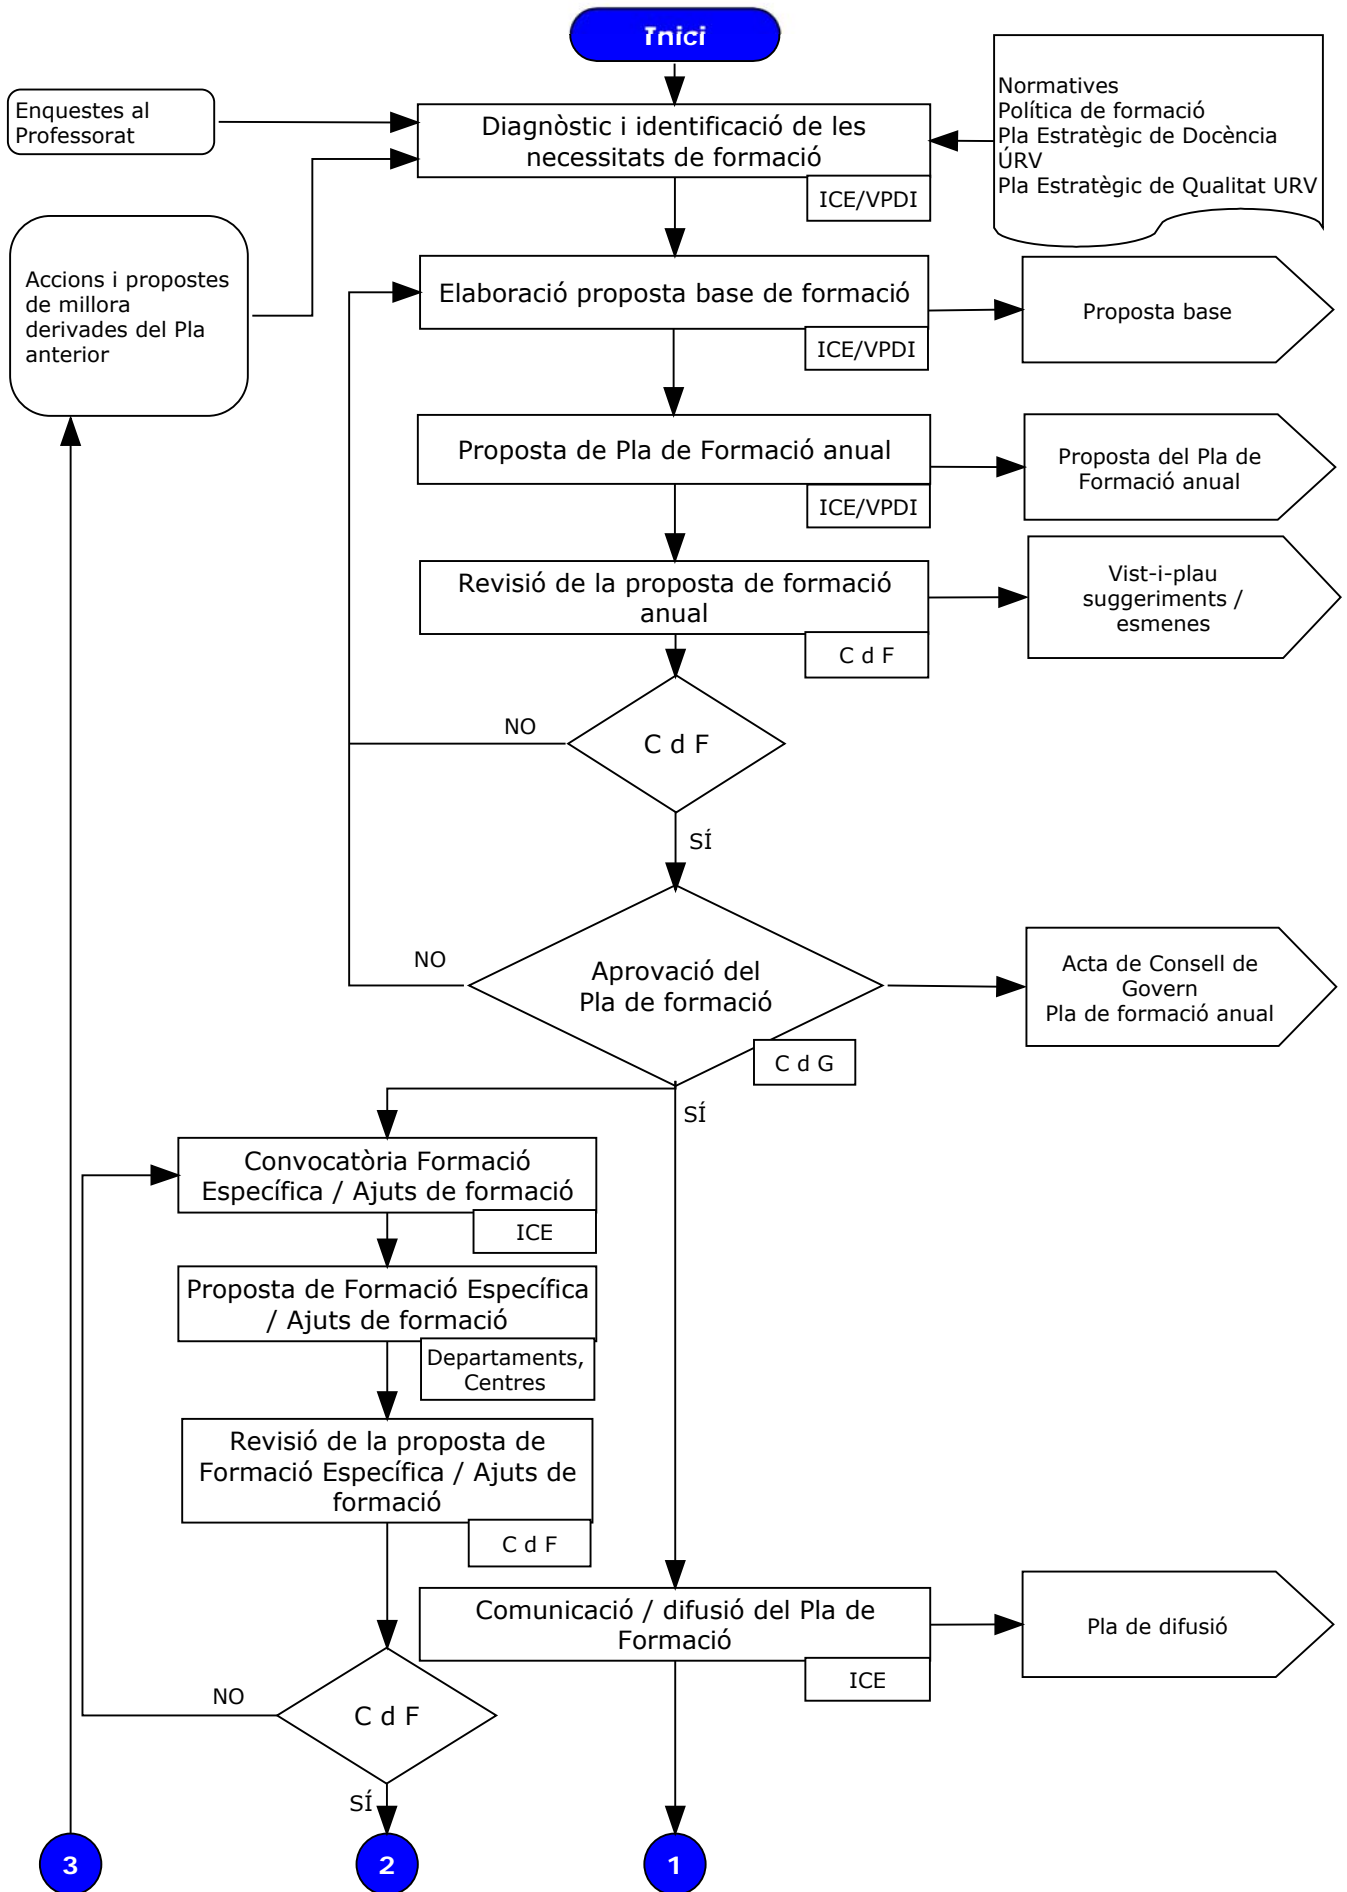 Inici
Enquestes al
Professorat
Diagnòstic i identificació de les
necessitats de formació
ICE/VPDI
Normatives
Política de formació
Pla Estratègic de Docència
ÚRV
Pla Estratègic de Qualitat URV
Accions i propostes
de millora
derivades del Pla
anterior
Elaboració proposta base de formació
ICE/VPDI
Proposta base
Proposta de Pla de Formació anual
ICE/VPDI
Proposta del Pla de
Formació anual
Revisió de la proposta de formació
anual
C d F
Vist-i-plau
suggeriments /
esmenes
NO
C d F
SÍ
NO
Aprovació del
Pla de formació
C d G
Acta de Consell de
Govern
Pla de formació anual
SÍ
Convocatòria Formació
Específica / Ajuts de formació
ICE
Proposta de Formació Específica
/ Ajuts de formació
Departaments,
Centres
Revisió de la proposta de
Formació Específica / Ajuts de
formació
C d F
Comunicació / difusió del Pla de
Formació
ICE
Pla de difusió
NO
C d F
SÍ
3
2
1